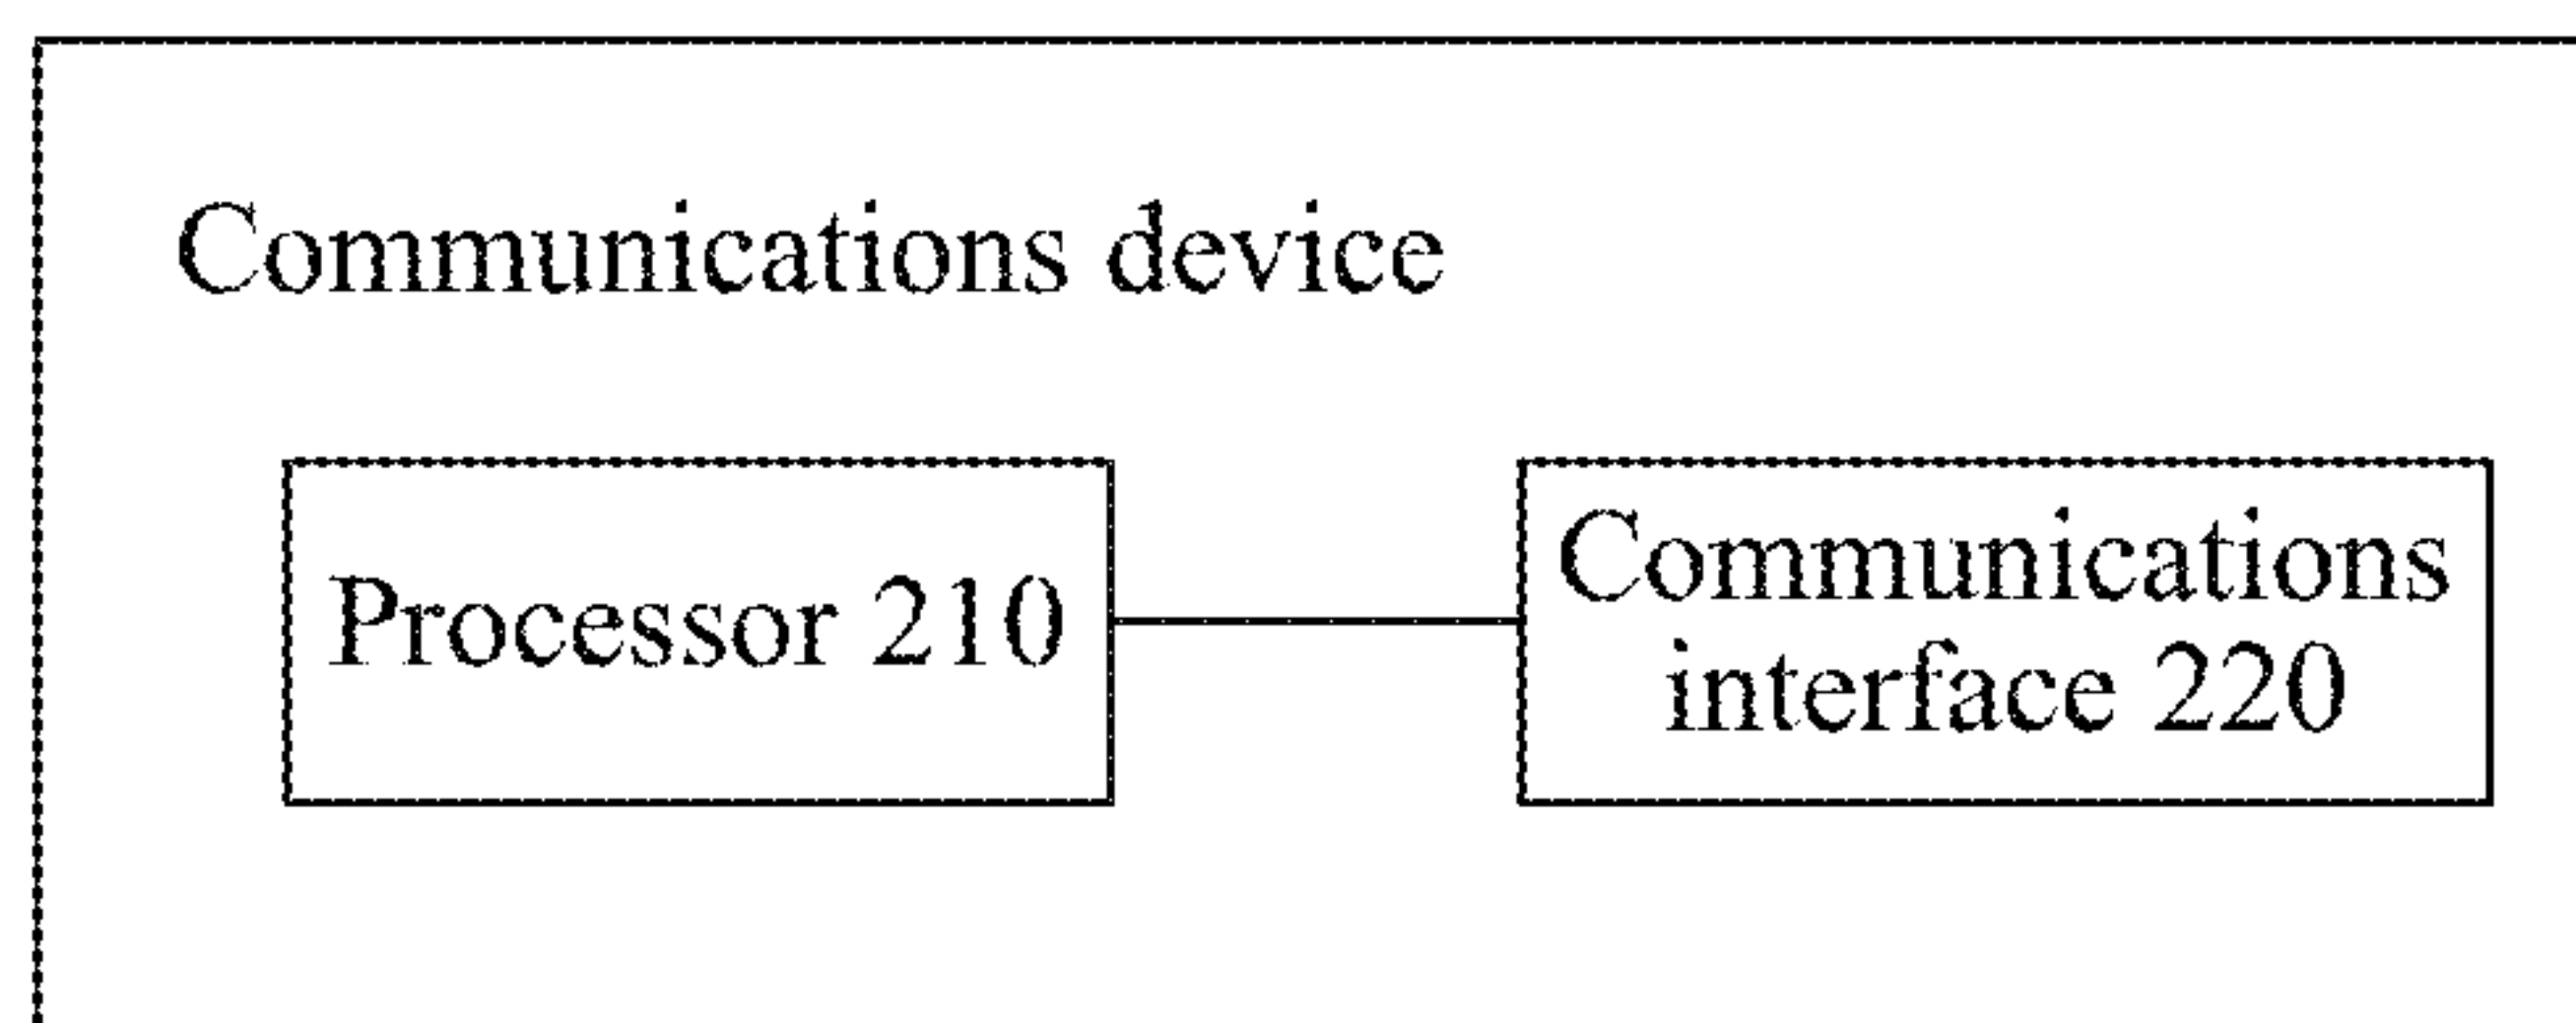 Communications device
Processor 210
Communications
interface 220